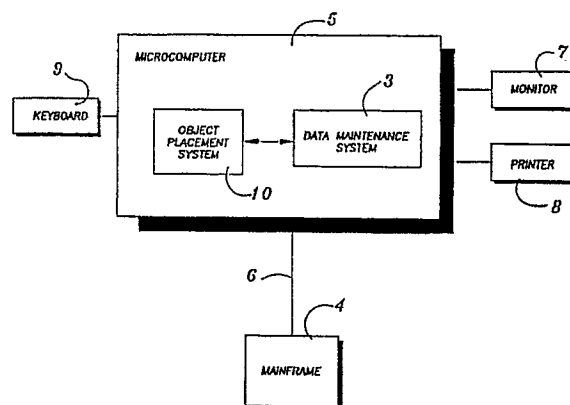 5
MICROCOMPUTER
9
KEYBOARD
7
MONITOR
3
OBJECT
PLACEMENT
SYSTEM
DATA MAINTENANCE
SYSTEM
10
PRINTER
8
6
4
MAINFRAME